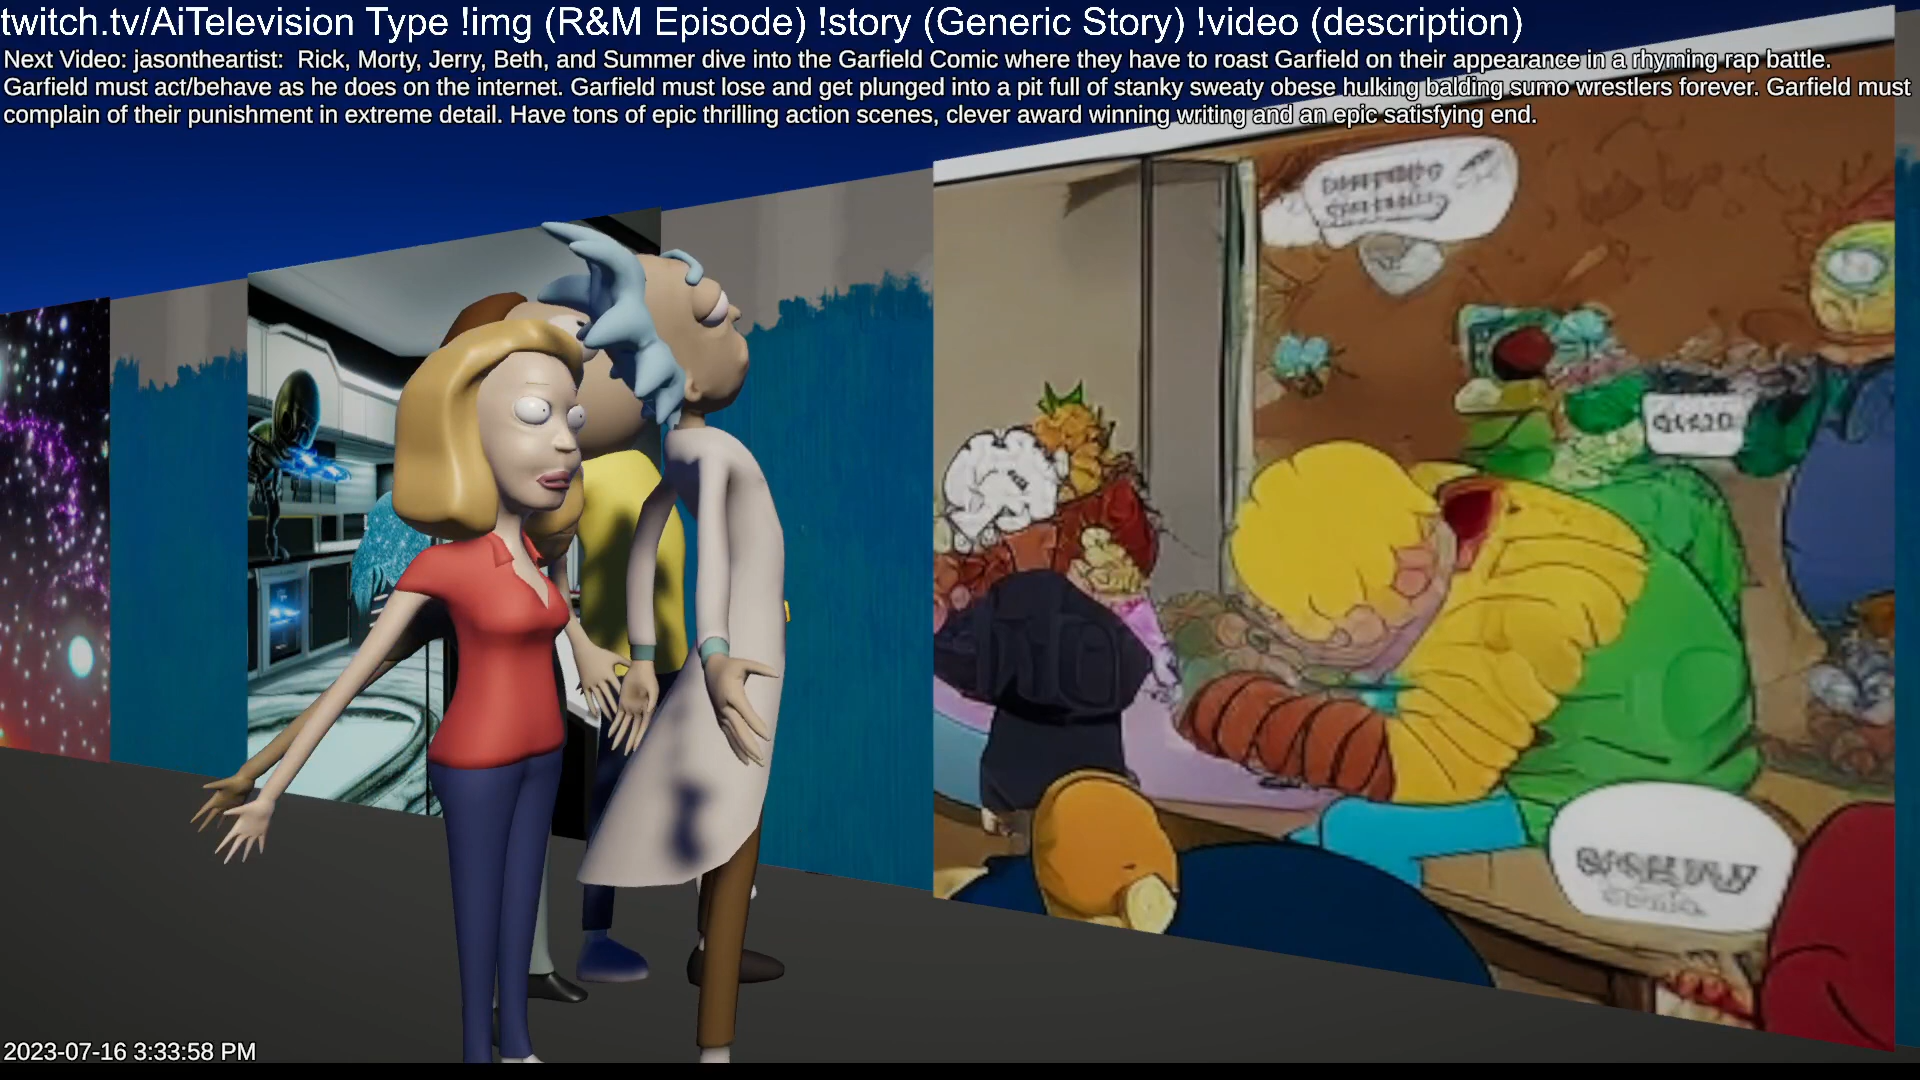 twitch.tv/AiTelevision Type !img (R&M Episode) !story (Generic Story) !video (description)
Next Video: jasontheartist:  Rick, Morty, Jerry, Beth, and Summer dive into the Garfield Comic where they have to roast Garfield on their appearance in a rhyming rap battle.
Garfield must act/behave as he does on the internet. Garfield must lose and get plunged into a pit full of stanky sweaty obese hulking balding sumo wrestlers forever. Garfield must
complain of their punishment in extreme detail. Have tons of epic thrilling action scenes, clever award winning writing and an epic satisfying end.
2023-07-16 3:33:58 PM